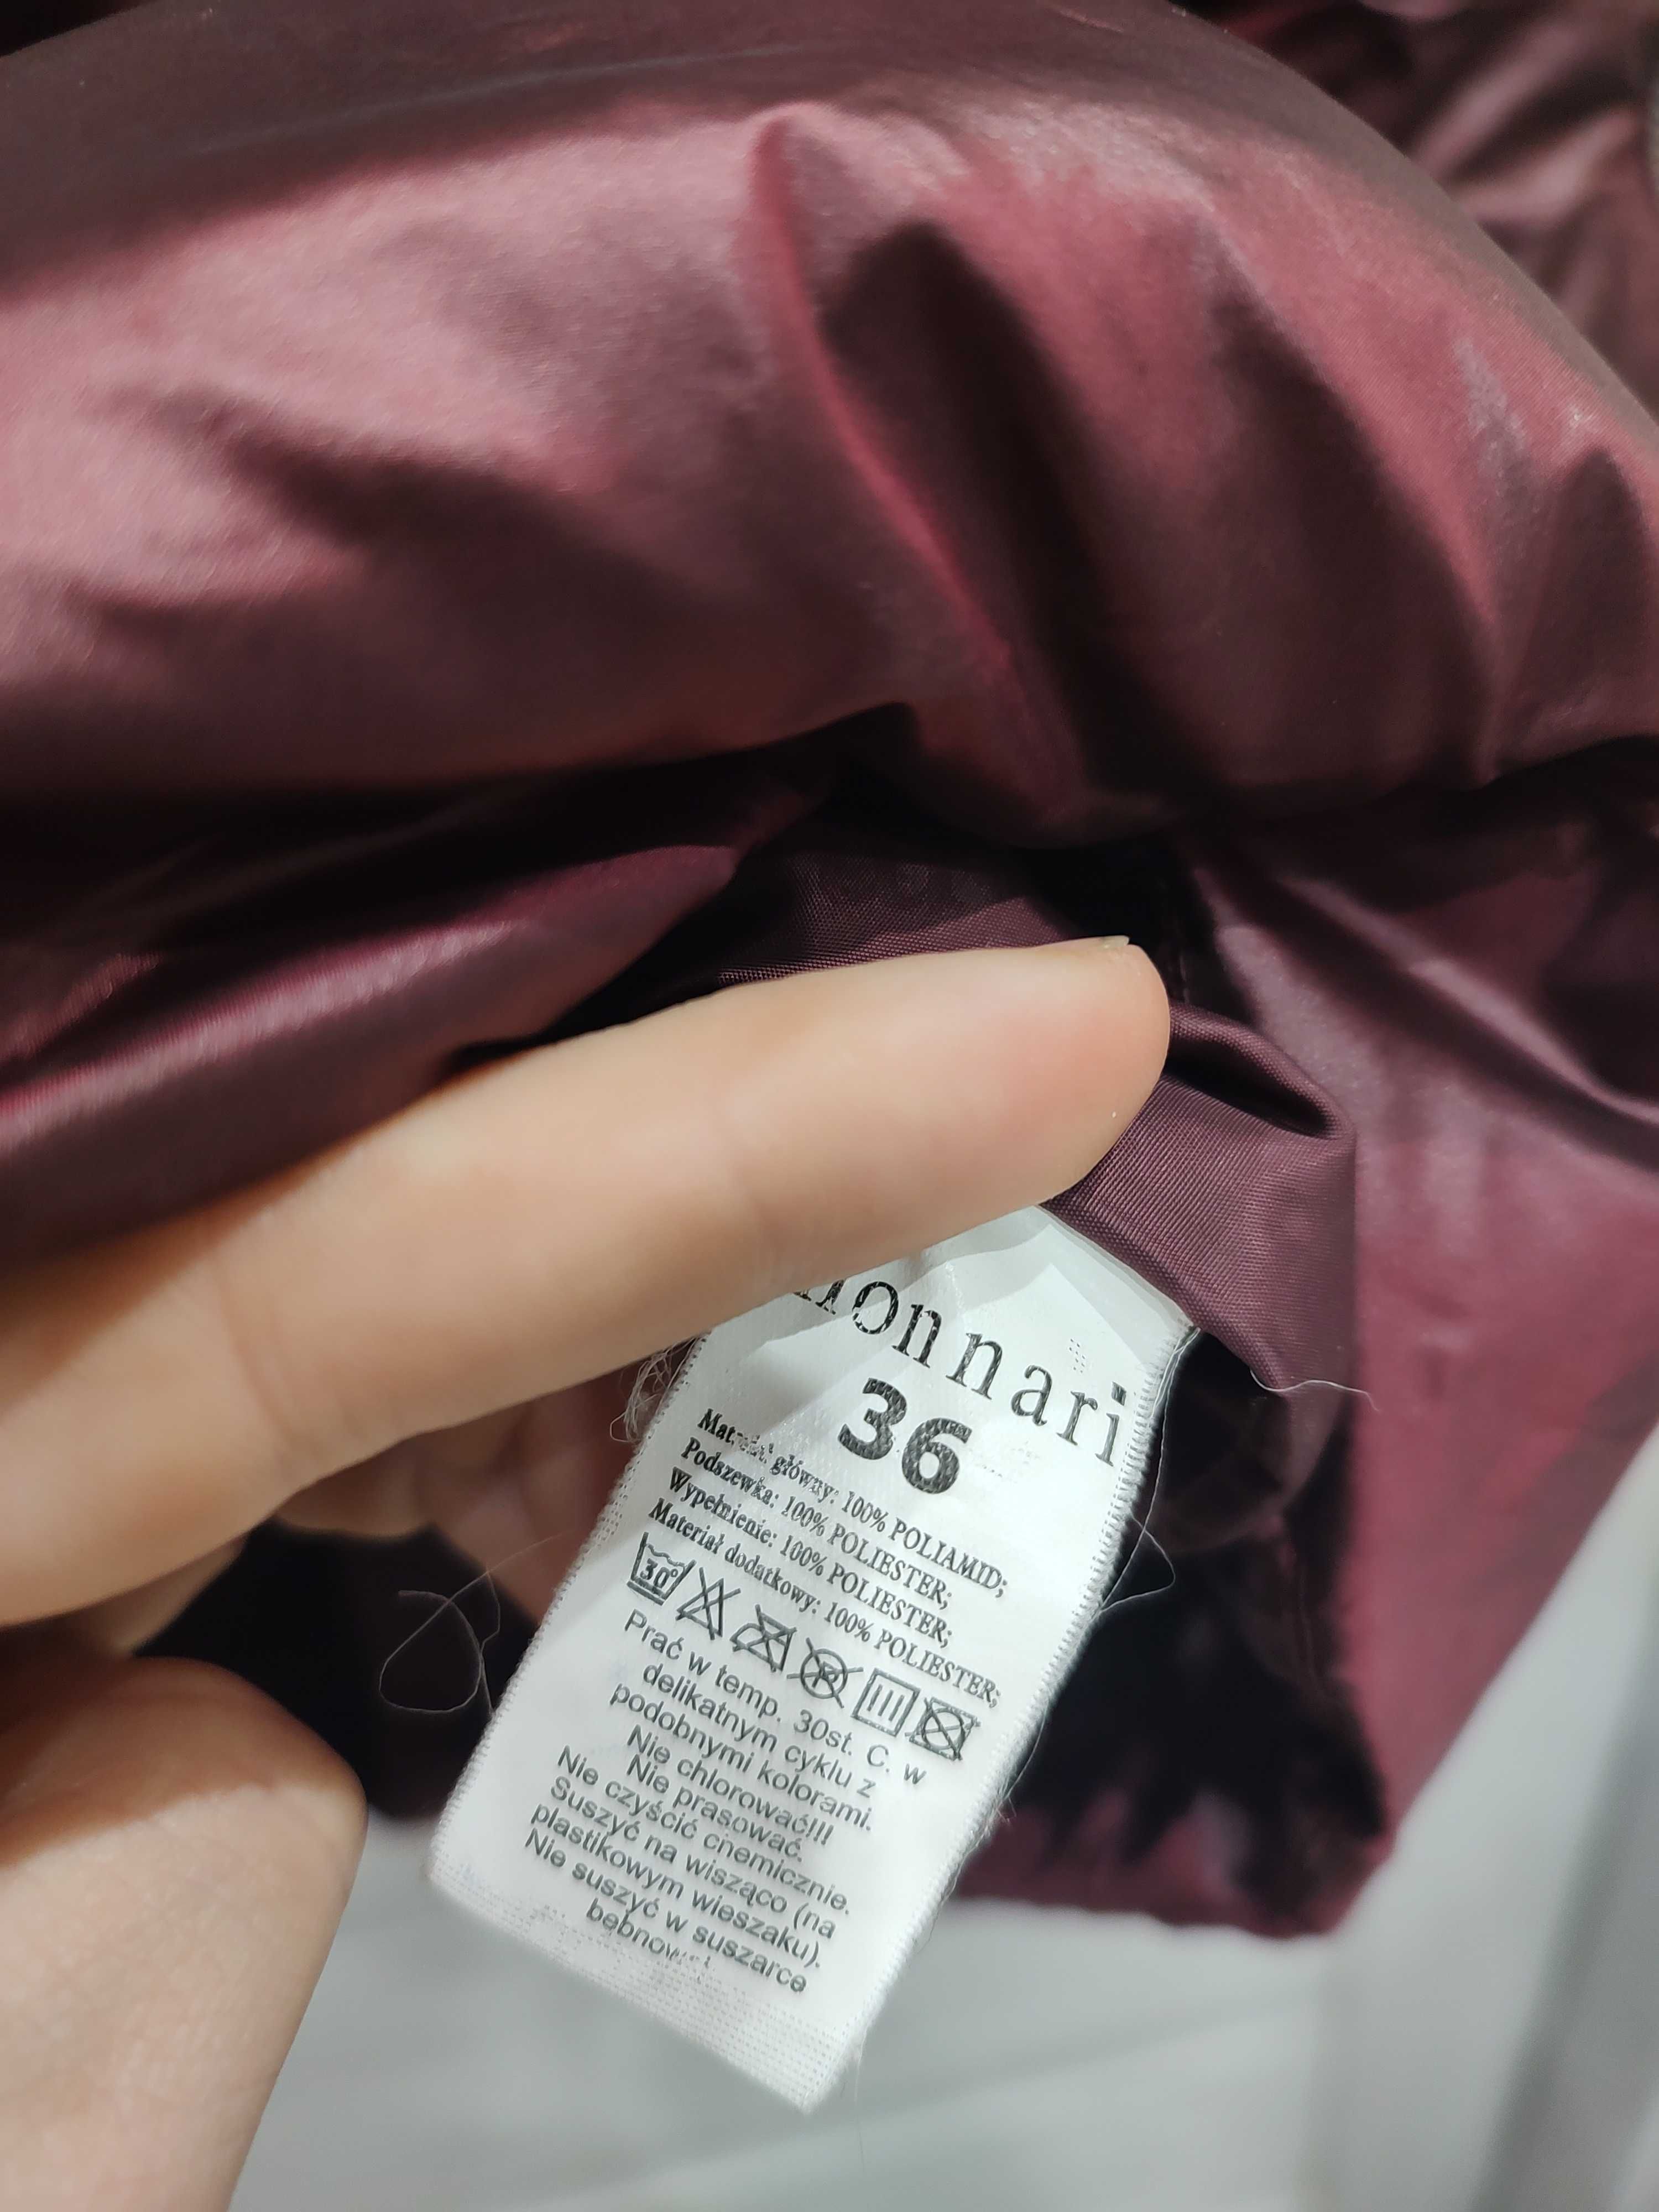 monnari
36
Materiał główny: 100% POLIAMID;
Podszewka: 100% POLIESTER;
Wypełnienie: 100% POLIESTER;
Materiał dodatkowy: 100% POLIESTER;
30°
P
Prać w temp. 30st. C. w
delikatnym cyklu z
podobnymi kolorami.
Nie chlorować!!!
Nie prasować.
Nie czyścić chemicznie.
Suszyć na wisząco (na
plastikowym wieszaku).
Nie suszyć w suszarce